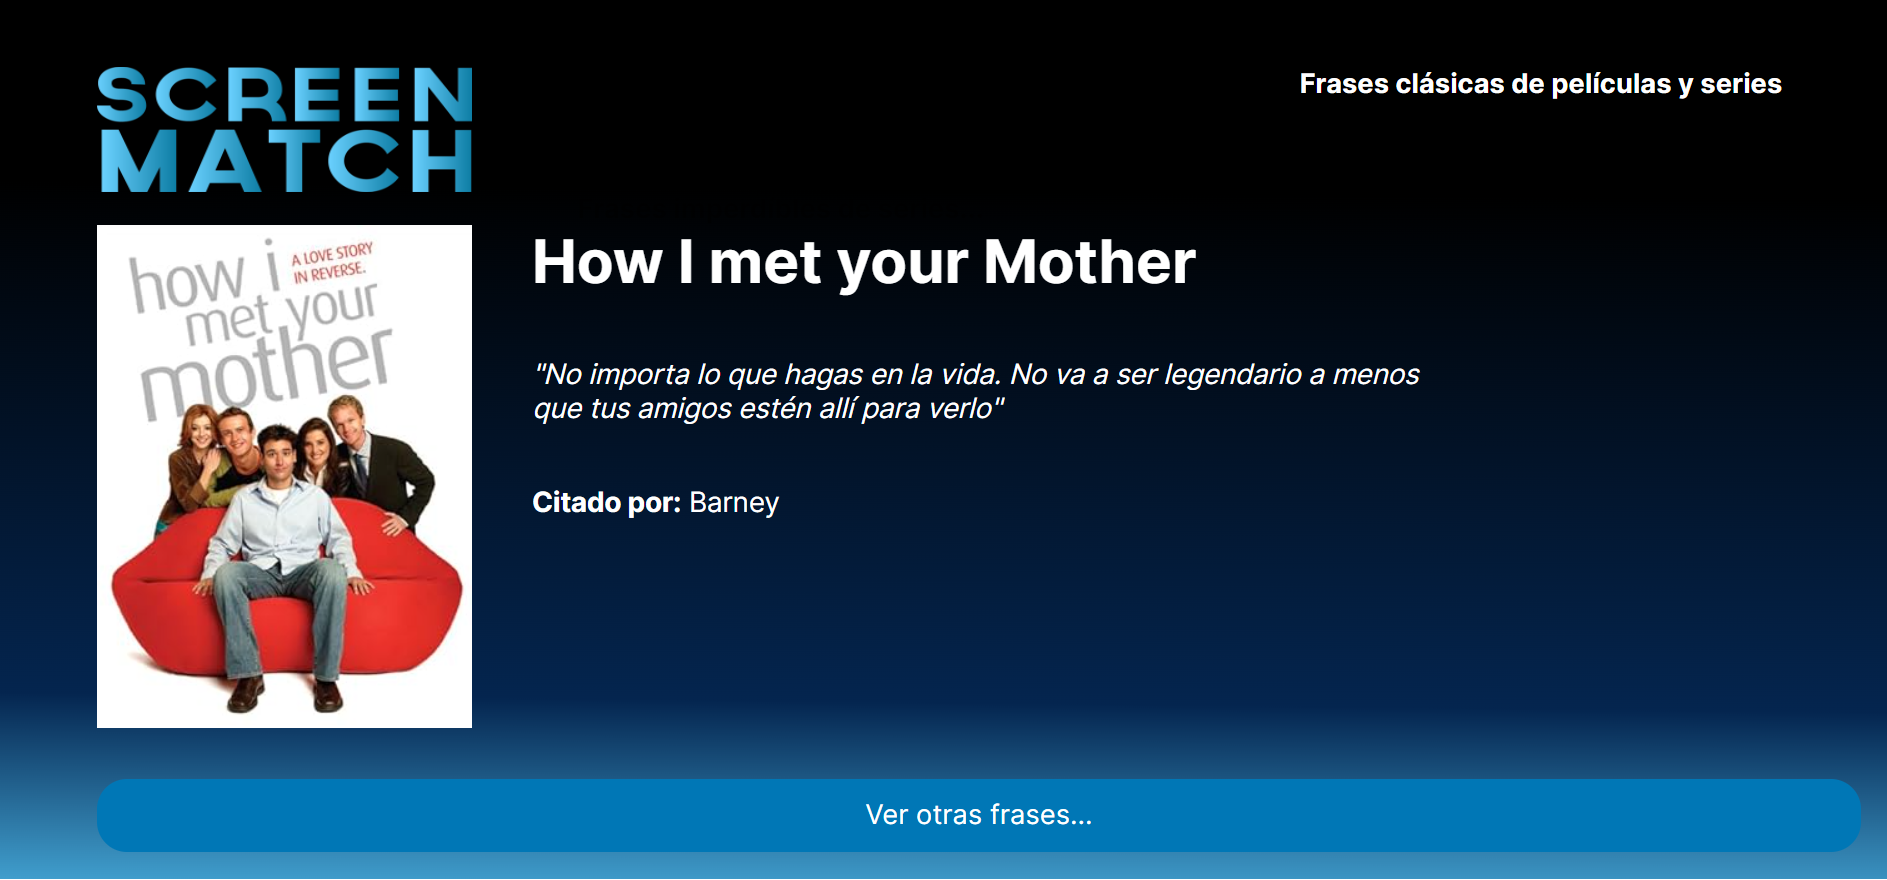 SCREEN
MATCH
Frases clásicas de películas y series
how i
A LOVE STORY
IN REVERSE.
met your
mother
How I met your Mother
"No importa lo que hagas en la vida. No va a ser legendario a menos
que tus amigos estén allí para verlo"
Citado por: Barney
Ver otras frases...